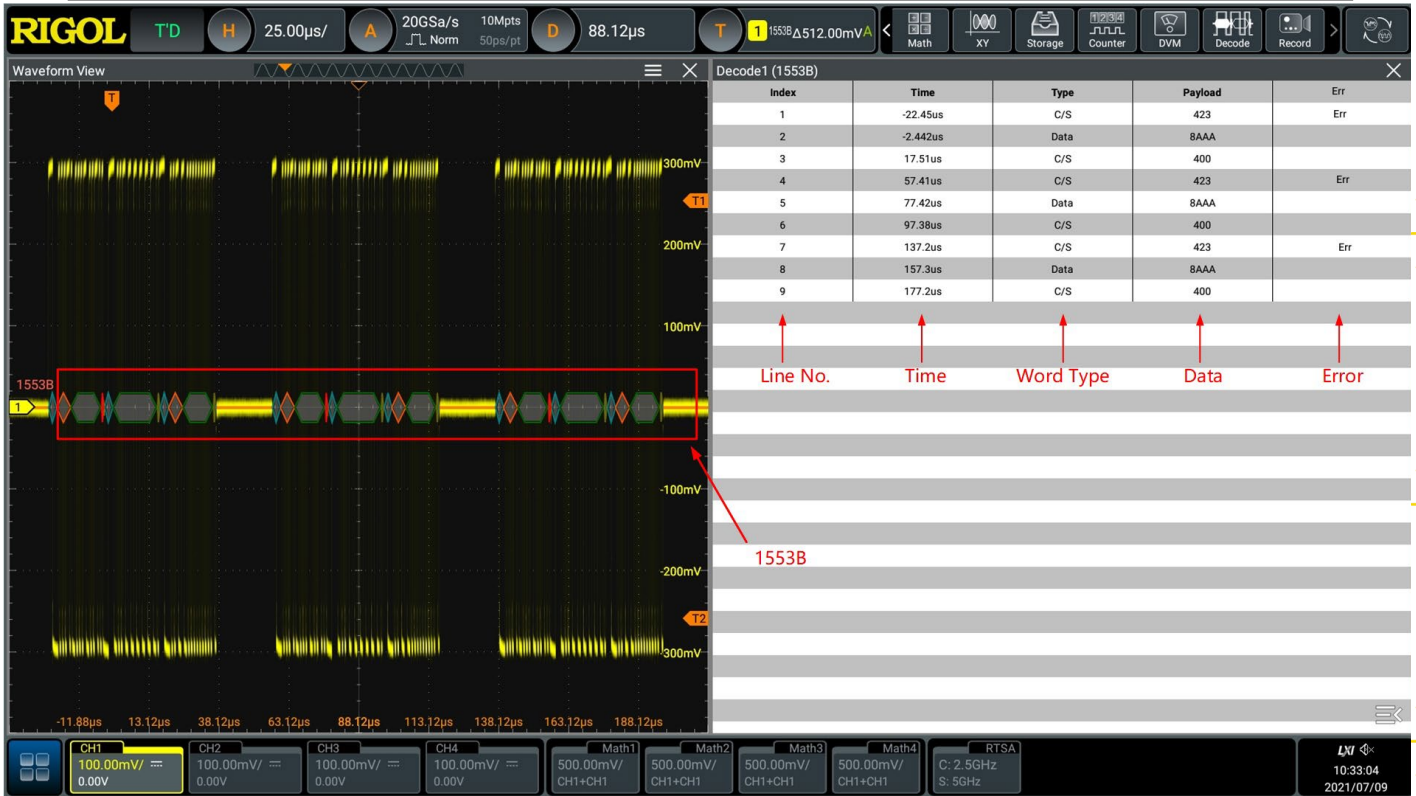 RIGOL T'D H 25.00µs/ A 20GSa/s 10Mpts D 88.12µs T 1 1553B Δ512.00mV A < Math XY Storage Counter DVM Decode Record >
Norm 50ps/pt
Waveform View
T
300mV
T1
200mV
100mV
1553B
1
-100mV
-200mV
T2
-300mV
-11.88µs 13.12µs 38.12µs 63.12µs 88.12µs 113.12µs 138.12µs 163.12µs 188.12µs
Decode1 (1553B)
Index Time Type Payload Err
1 -22.45us C/S 423 Err
2 -2.442us Data 8AAA
3 17.51us C/S 400
4 57.41us C/S 423 Err
5 77.42us Data 8AAA
6 97.38us C/S 400
7 137.2us C/S 423 Err
8 157.3us Data 8AAA
9 177.2us C/S 400
Line No. Time Word Type Data Error
1553B
CH1 CH2 CH3 CH4 Math1 Math2 Math3 Math4 RTSA
100.00mV/ 100.00mV/ 100.00mV/ 100.00mV/ 500.00mV/ 500.00mV/ 500.00mV/ 500.00mV/ C: 2.5GHz
0.00V 0.00V 0.00V 0.00V CH1+CH1 CH1+CH1 CH1+CH1 CH1+CH1 S: 5GHz
LXI
10:33:04
2021/07/09